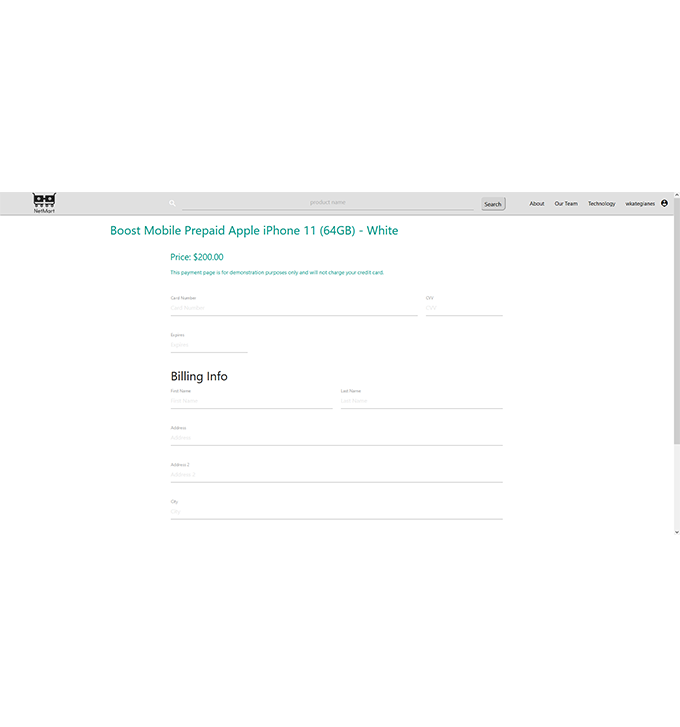 NetMart
product name
Search
About
Our Team
Technology
wkategianes
Boost Mobile Prepaid Apple iPhone 11 (64GB) - White
Price: $200.00
This payment page is for demonstration purposes only and will not charge your credit card.
Card Number CVV
Card Number CVV
Expires
Expires
Billing Info
First Name Last Name
First Name Last Name
Address
Address
Address 2
Address 2
City
City